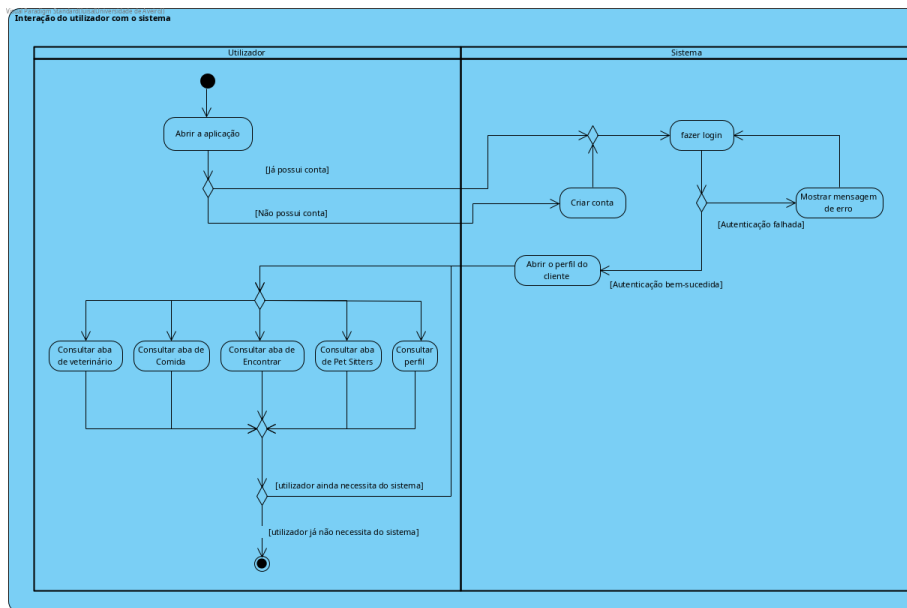 Interação do utilizador com o sistema
Utilizador
Sistema
Abrir a aplicação
fazer login
[Já possui conta]
[Não possui conta]
Criar conta
Mostrar mensagem
de erro
[Autenticação falhada]
Abrir o perfil do
cliente
[Autenticação bem-sucedida]
Consultar aba
de veterinário
Consultar aba de
Comida
Consultar aba de
Encontrar
Consultar aba
de Pet Sitters
Consultar
perfil
[utilizador ainda necessita do sistema]
[utilizador já não necessita do sistema]